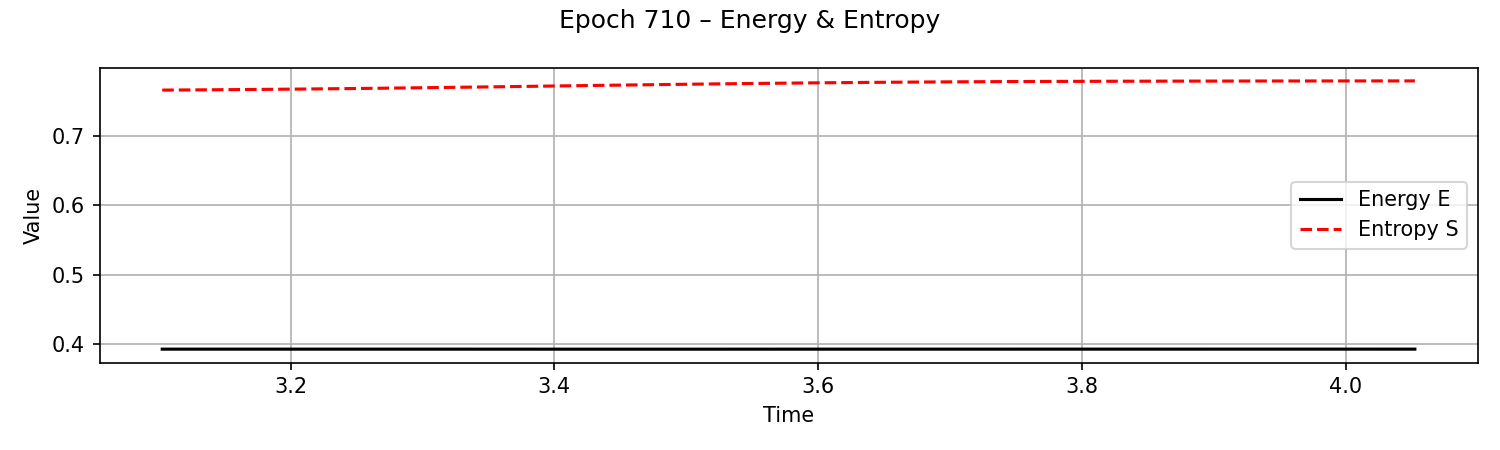 Epoch 710 – Energy & Entropy
Value
0.7
0.6
0.5
0.4
Energy E
Entropy S
3.2
3.4
3.6
3.8
4.0
Time